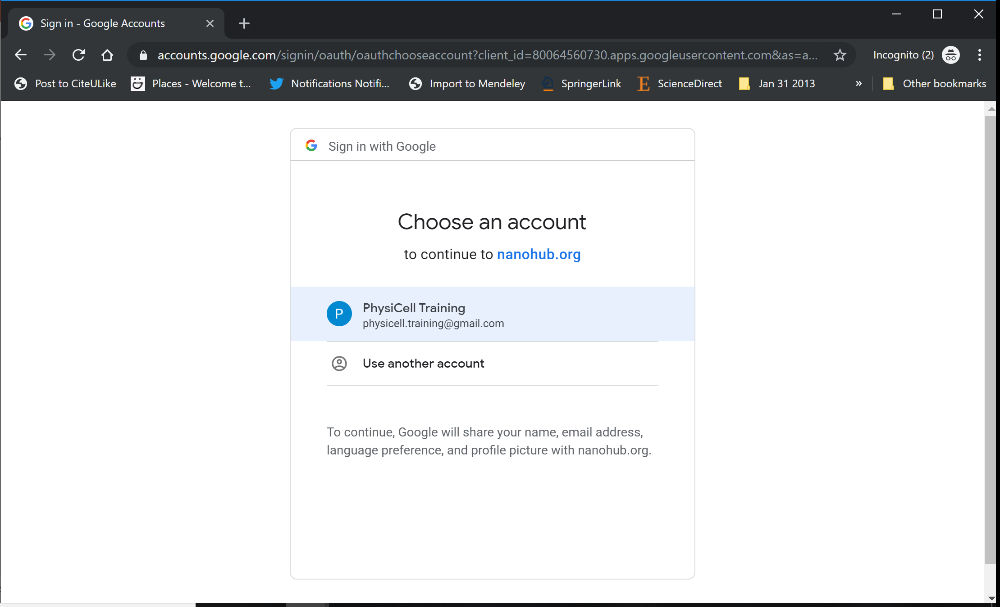 Sign in - Google Accounts
accounts.google.com/signin/oauth/oauthchooseaccount?client_id=80064560730.apps.googleusercontent.com&as=a...
Incognito (2)
Post to CiteULike
Places - Welcome t...
Notifications Notifi...
Import to Mendeley
SpringerLink
E
ScienceDirect
Jan 31 2013
»
Other bookmarks
G Sign in with Google
Choose an account
to continue to nanohub.org
P
PhysiCell Training
physicell.training@gmail.com
Use another account
To continue, Google will share your name, email address,
language preference, and profile picture with nanohub.org.